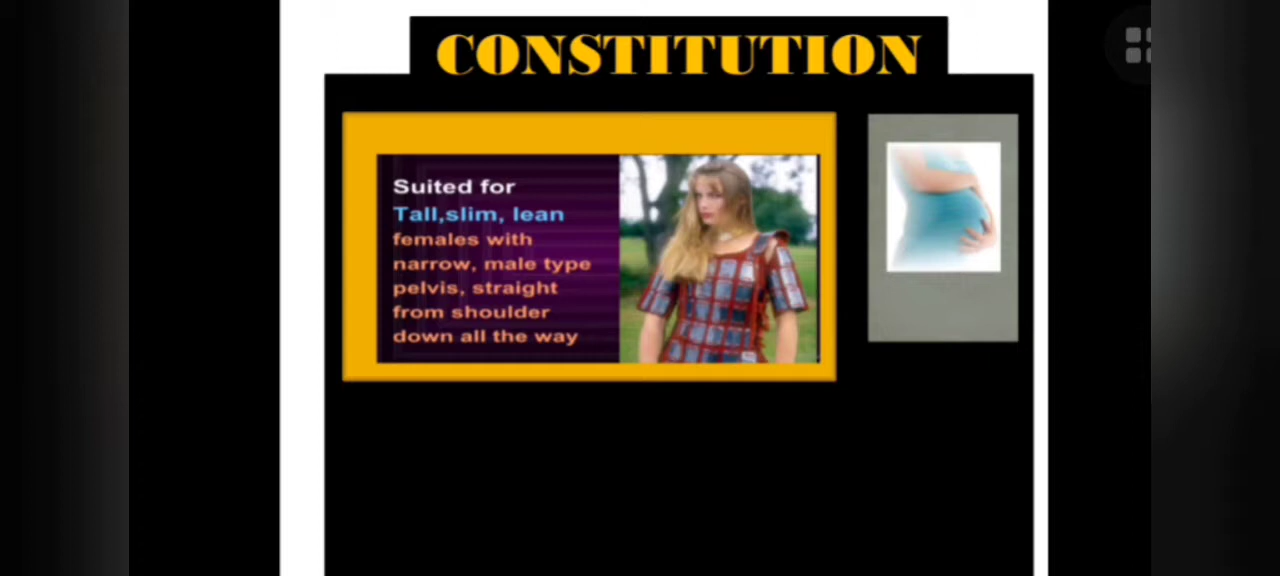 CONSTITUTION
Suited for
Tall,slim, lean
females with
narrow, male type
pelvis, straight
from shoulder
down all the way